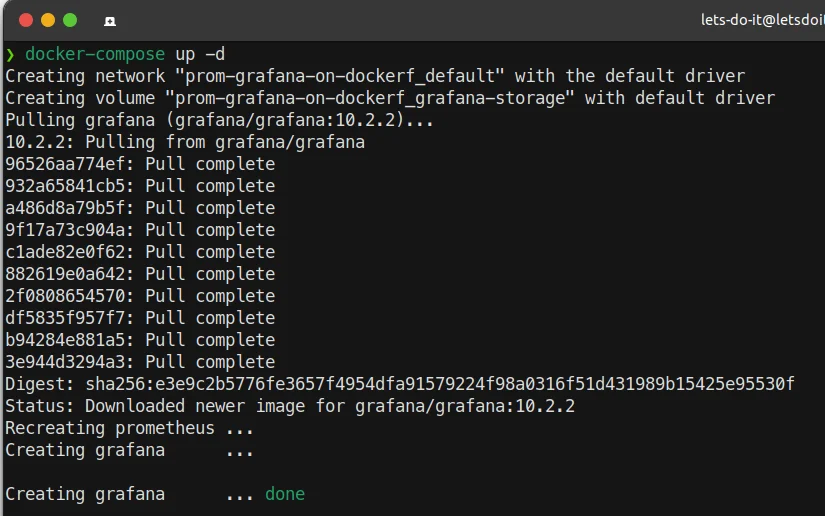 lets-do-it@letsdoit
❯ docker-compose up -d
Creating network "prom-grafana-on-dockerf_default" with the default driver
Creating volume "prom-grafana-on-dockerf_grafana-storage" with default driver
Pulling grafana (grafana/grafana:10.2.2)...
10.2.2: Pulling from grafana/grafana
96526aa774ef: Pull complete
932a65841cb5: Pull complete
a486d8a79b5f: Pull complete
9f17a73c904a: Pull complete
c1ade82e0f62: Pull complete
882619e0a642: Pull complete
2f0808654570: Pull complete
df5835f957f7: Pull complete
b94284e881a5: Pull complete
3e944d3294a3: Pull complete
Digest: sha256:e3e9c2b5776fe3657f4954dfa91579224f98a0316f51d431989b15425e95530f
Status: Downloaded newer image for grafana/grafana:10.2.2
Recreating prometheus ...
Creating grafana      ...
Creating grafana      ... done